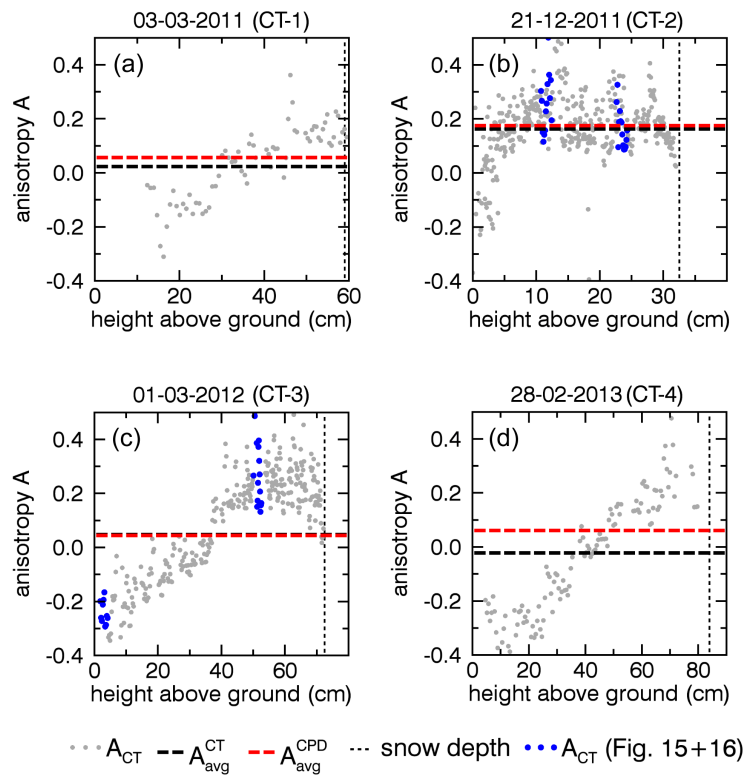 03-03-2011 (CT-1)
21-12-2011 (CT-2)
(a)
(b)
anisotropy A
0.4
0.2
0.0
-0.2
-0.4
anisotropy A
0.4
0.2
0.0
-0.2
-0.4
0 20 40 60
0 10 20 30
height above ground (cm)
height above ground (cm)
01-03-2012 (CT-3)
28-02-2013 (CT-4)
(c)
(d)
anisotropy A
0.4
0.2
0.0
-0.2
-0.4
anisotropy A
0.4
0.2
0.0
-0.2
-0.4
0 20 40 60
0 20 40 60 80
height above ground (cm)
height above ground (cm)
A_CT A^CT_avg A^CPD_avg snow depth A_CT (Fig. 15+16)